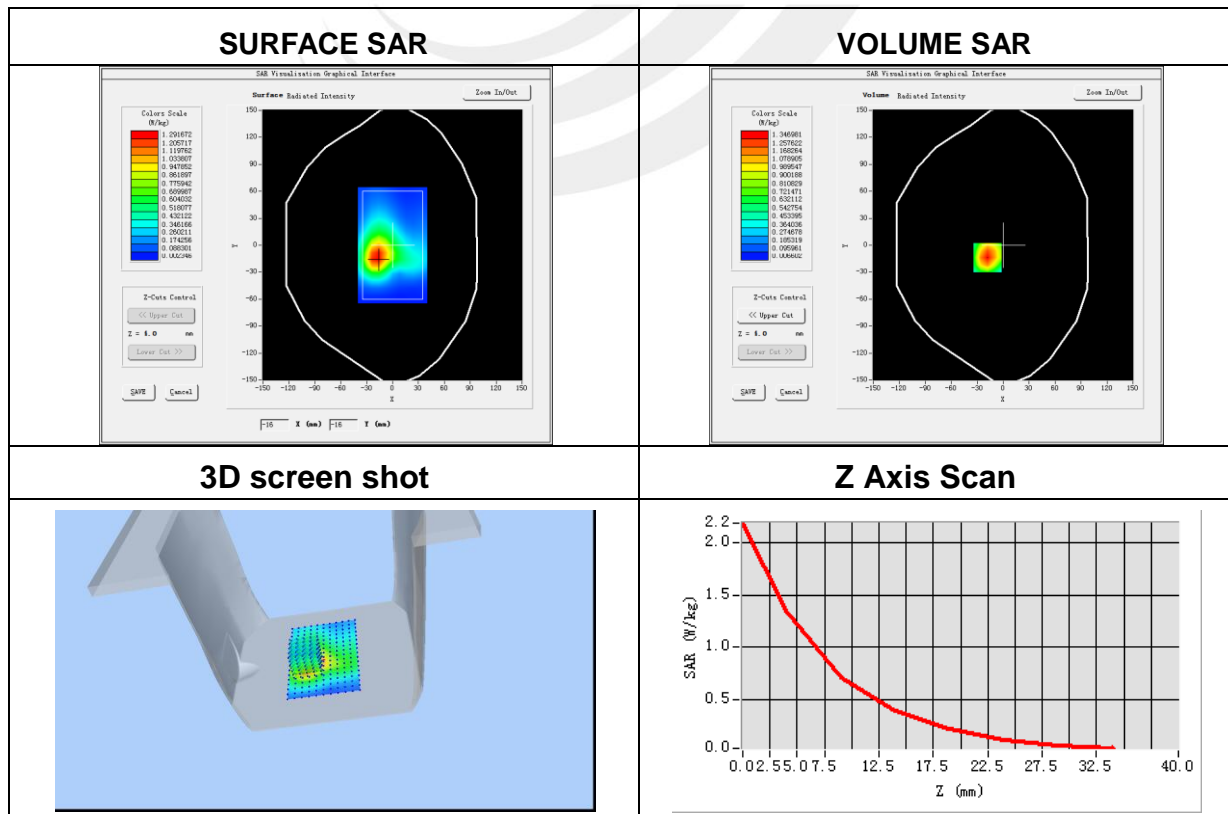 SURFACE SAR
VOLUME SAR
SAR Visualisation Graphical Interface
Surface Radiated Intensity
Zoom In/Out
Colors Scale
(W/kg)
1.291672
1.205717
1.119762
1.033807
0.947852
0.861897
0.775942
0.689987
0.604032
0.518077
0.432122
0.346166
0.260211
0.174256
0.088301
0.002346
150
120
90
60
30
0
-30
-60
-90
-120
-150
Y
-150 -120 -90 -60 -30 0 30 60 90 120 150
X
Z-Cuts Control
<< Upper Cut
Z = 4.0 mm
Lower Cut >>
SAVE Cancel
-16 X (mm) -16 Y (mm)
SAR Visualisation Graphical Interface
Volume Radiated Intensity
Zoom In/Out
Colors Scale
(W/kg)
1.346981
1.257622
1.168264
1.078905
0.989547
0.900188
0.810829
0.721471
0.632112
0.542754
0.453395
0.364036
0.274678
0.185319
0.095961
0.006602
150
120
90
60
30
0
-30
-60
-90
-120
-150
Y
-150 -120 -90 -60 -30 0 30 60 90 120 150
X
Z-Cuts Control
<< Upper Cut
Z = 4.0 mm
Lower Cut >>
SAVE Cancel
3D screen shot
Z Axis Scan
2.2
2.0
1.5
1.0
0.5
0.0
SAR (W/kg)
0.0 2.5 5.0 7.5 12.5 17.5 22.5 27.5 32.5 40.0
Z (mm)